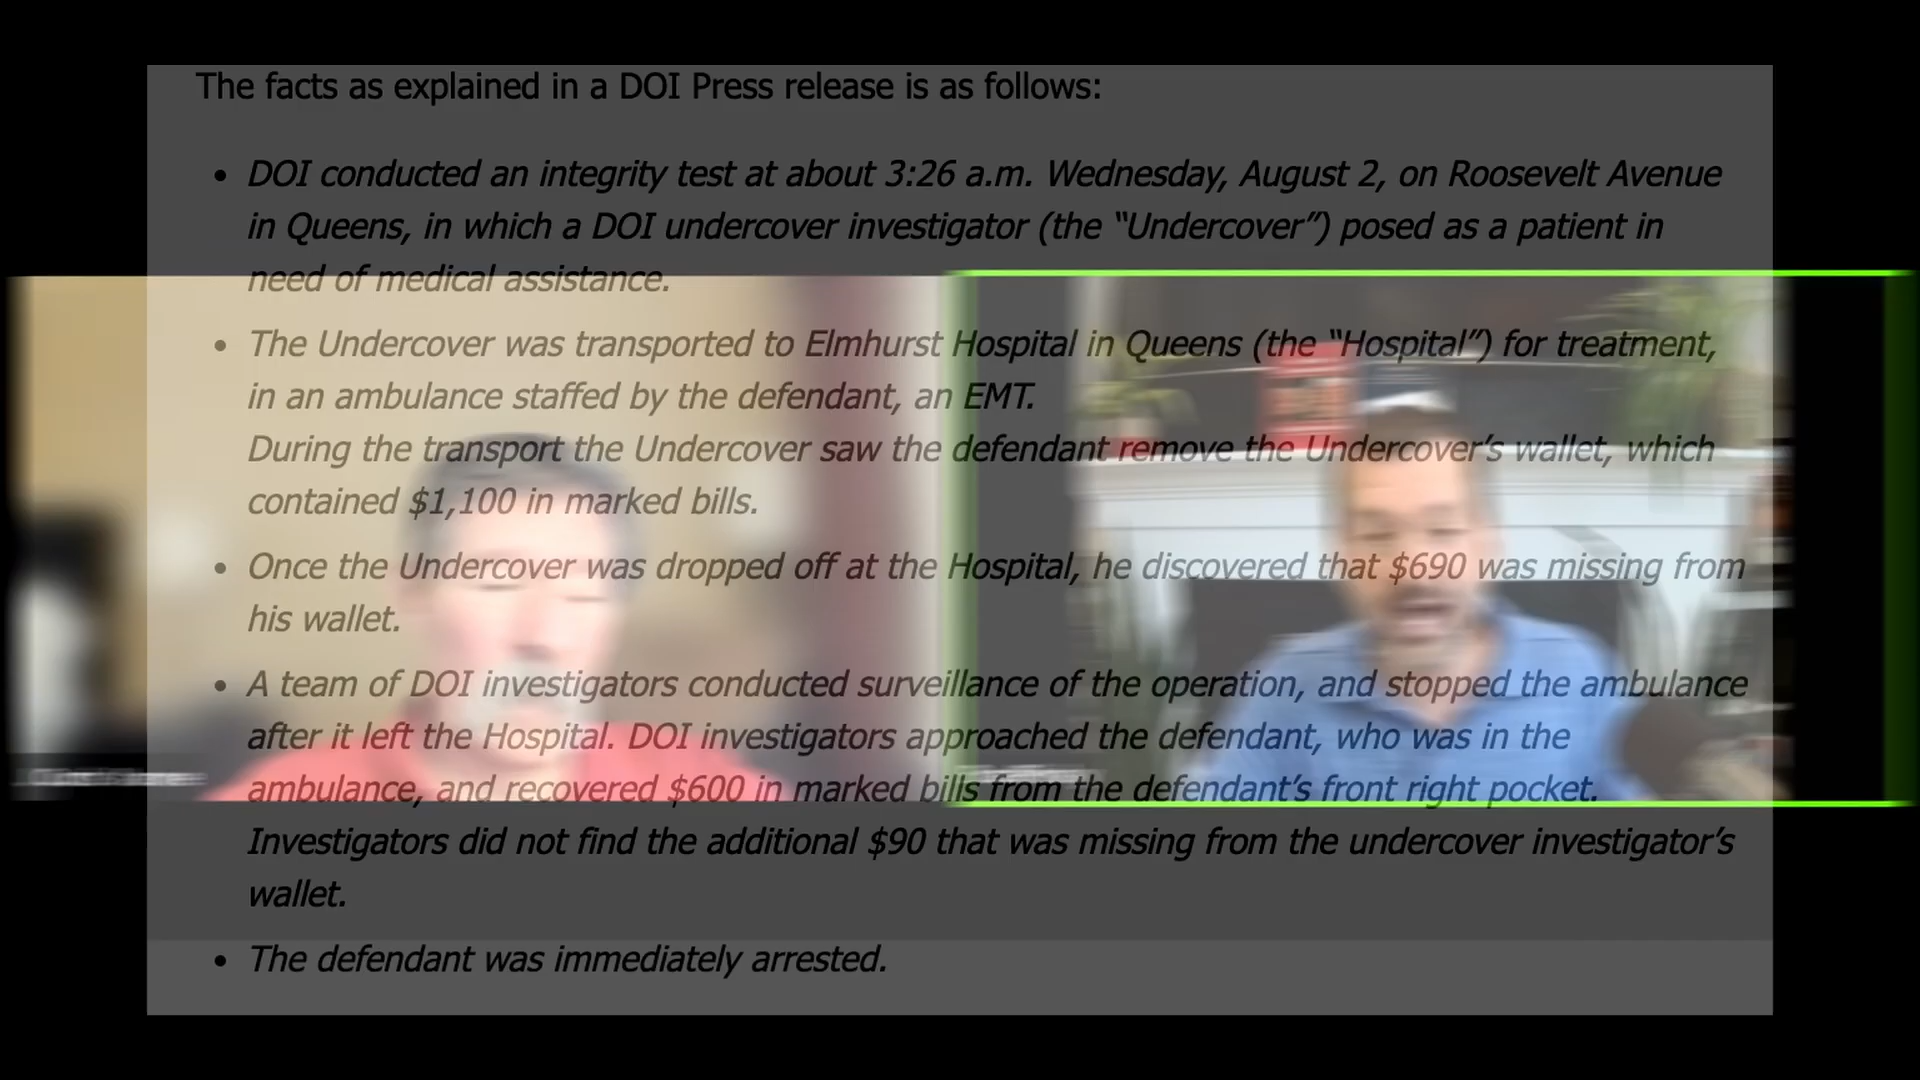 The facts as explained in a DOI Press release is as follows:
• DOI conducted an integrity test at about 3:26 a.m. Wednesday, August 2, on Roosevelt Avenue
in Queens, in which a DOI undercover investigator (the “Undercover”) posed as a patient in
need of medical assistance.
• The Undercover was transported to Elmhurst Hospital in Queens (the “Hospital”) for treatment,
in an ambulance staffed by the defendant, an EMT.
During the transport the Undercover saw the defendant remove the Undercover’s wallet, which
contained $1,100 in marked bills.
• Once the Undercover was dropped off at the Hospital, he discovered that $690 was missing from
his wallet.
• A team of DOI investigators conducted surveillance of the operation, and stopped the ambulance
after it left the Hospital. DOI investigators approached the defendant, who was in the
ambulance, and recovered $600 in marked bills from the defendant’s front right pocket.
Investigators did not find the additional $90 that was missing from the undercover investigator’s
wallet.
• The defendant was immediately arrested.